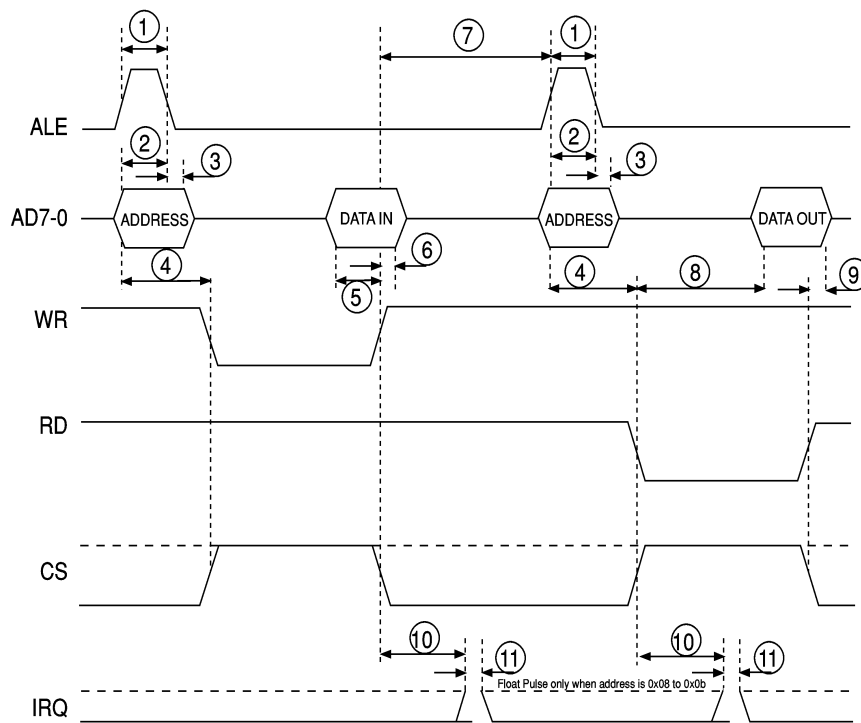 1
7
1
ALE
2
3
2
3
AD7-0
ADDRESS
DATA IN
ADDRESS
DATA OUT
6
4
5
4
8
9
WR
RD
CS
10
11
10
11
Float Pulse only when address is 0x08 to 0x0b
IRQ